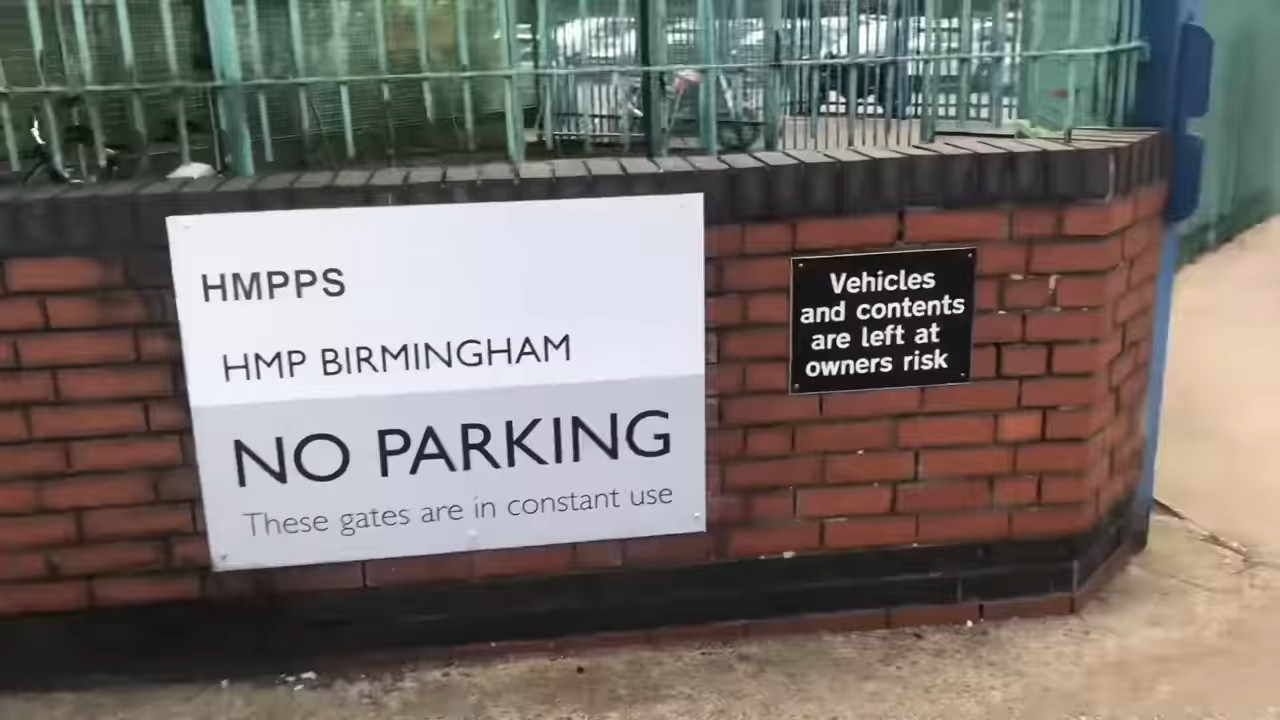 HMPPS
HMP BIRMINGHAM
NO PARKING
These gates are in constant use
Vehicles
and contents
are left at
owners risk